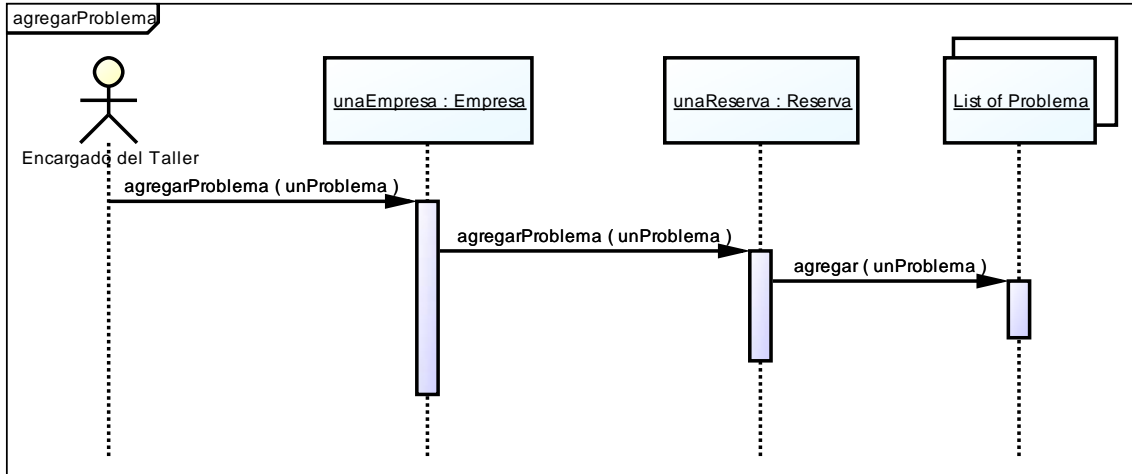 agregarProblema
unaEmpresa : Empresa
unaReserva : Reserva
List of Problema
Encargado del Taller
agregarProblema ( unProblema )
agregarProblema ( unProblema )
agregar ( unProblema )